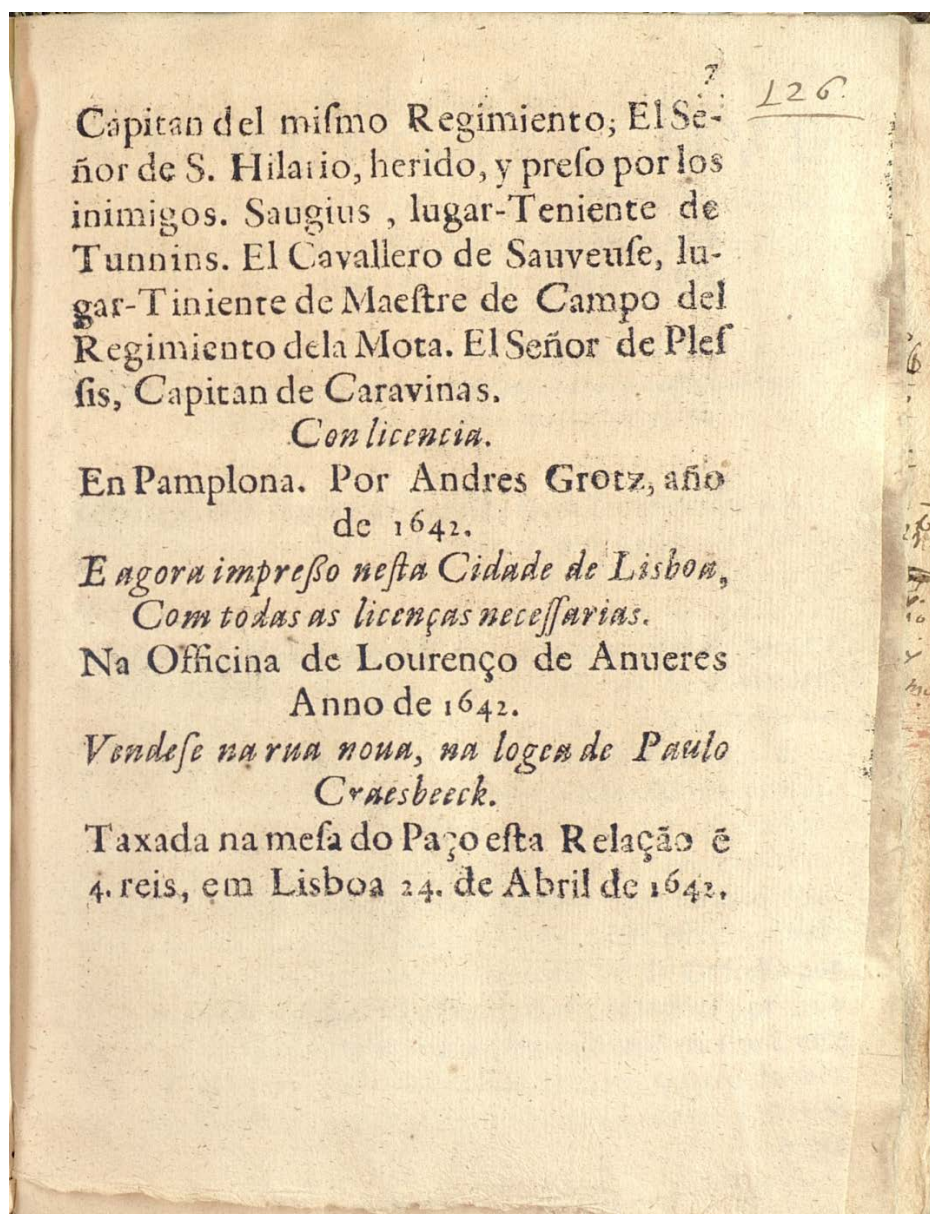 7
126
Capitan del miſmo Regimiento; El Se-
ñor de S. Hilario, herido, y preſo por los
inimigos. Saugius, lugar-Teniente de
Tunnins. El Cavallero de Sauveuſe, lu-
gar-Tiniente de Maeſtre de Campo del
Regimiento dela Mota. El Señor de Pleſ
ſis, Capitan de Caravinas.
Con licencia.
En Pamplona. Por Andres Grotz, año
de 1642.
E agora impreßo neſta Cidade de Lisboa,
Com todas as licenças neceſſarias.
Na Officina de Lourenço de Anueres
Anno de 1642.
Vendeſe na rua noua, na logea de Paulo
Craesbeeck.
Taxada na meſa do Paço eſta Relação ē
4. reis, em Lisboa 24. de Abril de 1642.